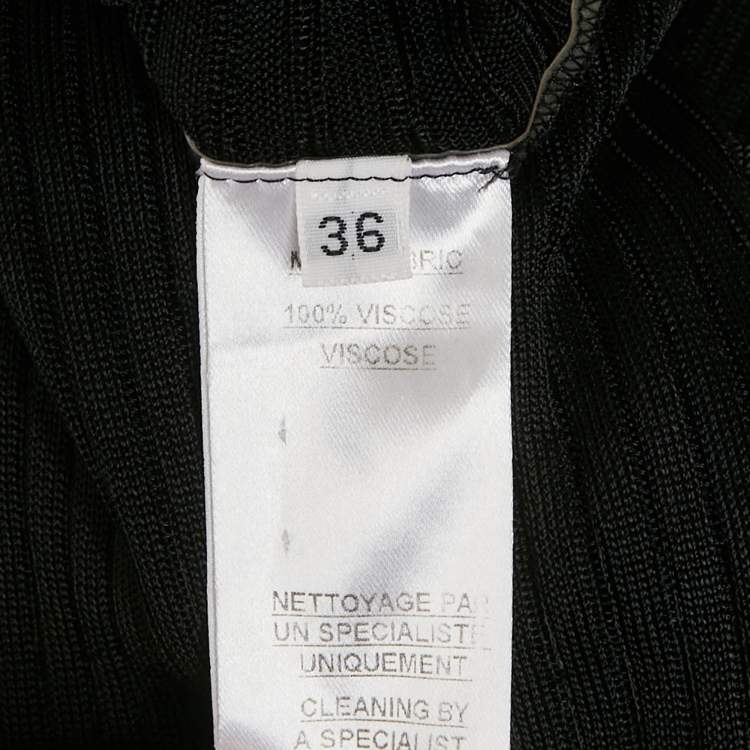 36
100% VISCOSE
VISCOSE
NETTOYAGE PAR
UN SPECIALISTE
UNIQUEMENT
CLEANING BY
A SPECIALIST